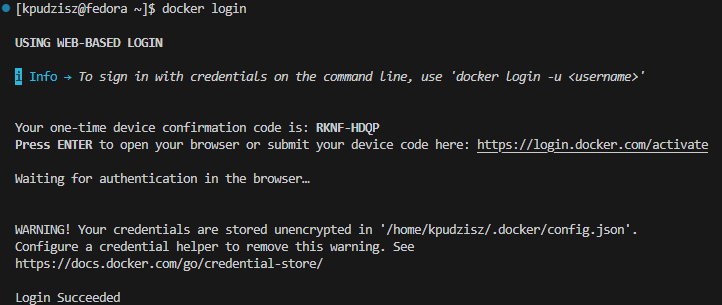 [kpudzisz@fedora ~]$ docker login
USING WEB-BASED LOGIN
i Info → To sign in with credentials on the command line, use 'docker login -u <username>'
Your one-time device confirmation code is: RKNF-HDQP
Press ENTER to open your browser or submit your device code here: https://login.docker.com/activate
Waiting for authentication in the browser…
WARNING! Your credentials are stored unencrypted in '/home/kpudzisz/.docker/config.json'.
Configure a credential helper to remove this warning. See
https://docs.docker.com/go/credential-store/
Login Succeeded